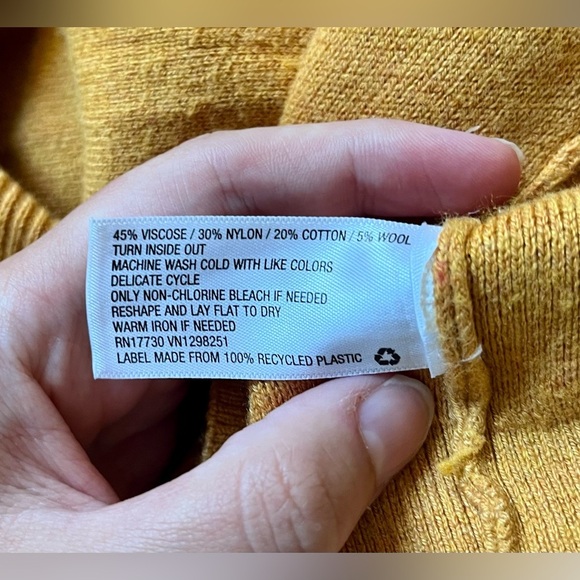 45% VISCOSE / 30% NYLON / 20% COTTON / 5% WOOL
TURN INSIDE OUT
MACHINE WASH COLD WITH LIKE COLORS
DELICATE CYCLE
ONLY NON-CHLORINE BLEACH IF NEEDED
RESHAPE AND LAY FLAT TO DRY
WARM IRON IF NEEDED
RN17730 VN1298251
LABEL MADE FROM 100% RECYCLED PLASTIC